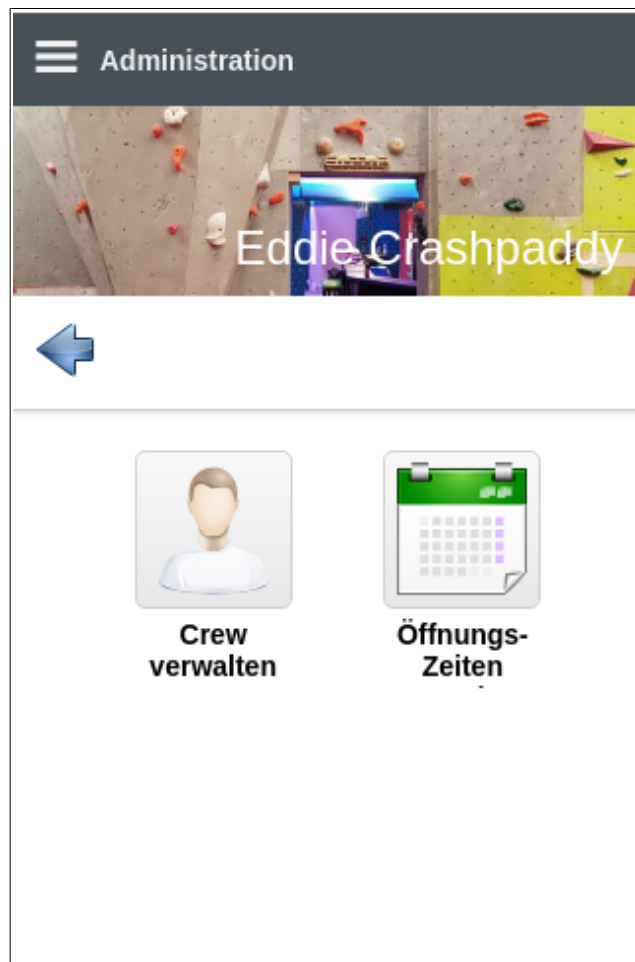 Administration
Eddie Crashpaddy
Crew
verwalten
Öffnungs-
Zeiten